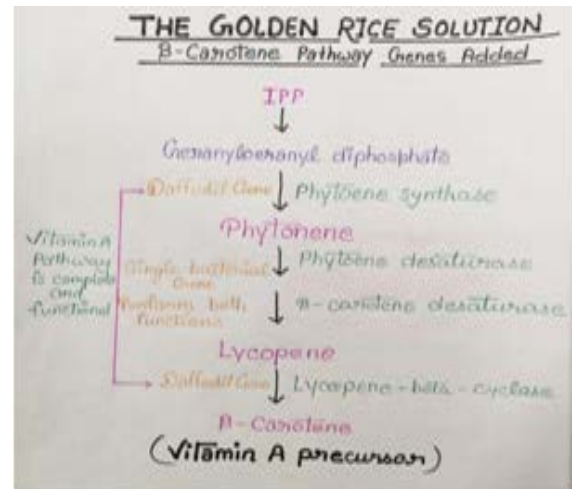 THE GOLDEN RICE SOLUTION
B-Carotene Pathway Genes Added
IPP
Geranylgeranyl diphosphate
Daffodil Gene
Phytoene synthase
Phytonene
Vitamin A
Pathway
is complete
and
functional
Single bacterial
Gene
Performs both
functions
Phytoene desaturase
carotene desaturase
Lycopene
Daffodil Gene
Lycopene-beta-cyclase
B-Carotene
(Vitamin A precursor)